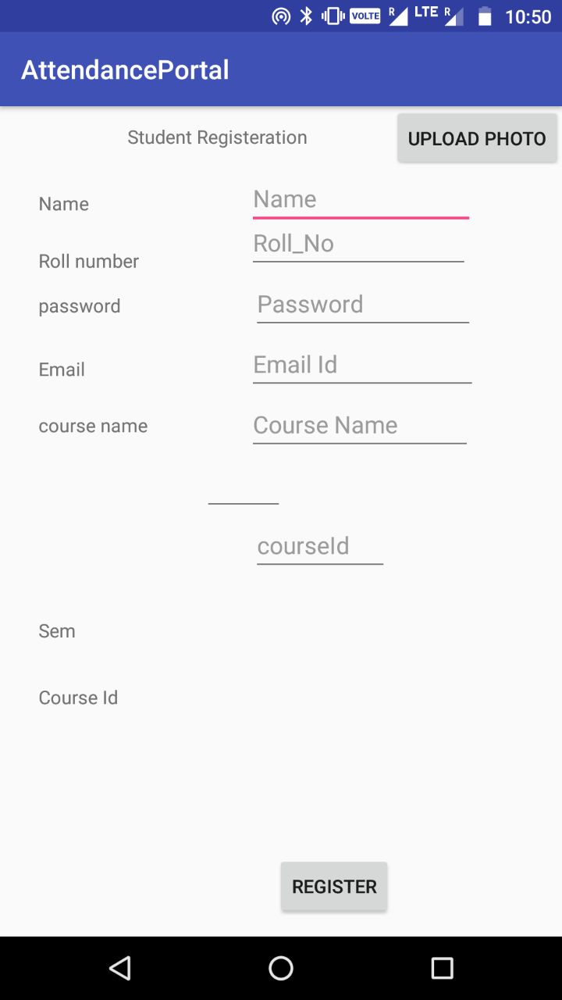 R LTE R
VOLTE 10:50
AttendancePortal
Student Registeration UPLOAD PHOTO
Name Name
Roll number Roll_No
password Password
Email Email Id
course name Course Name
courseId
Sem
Course Id
REGISTER